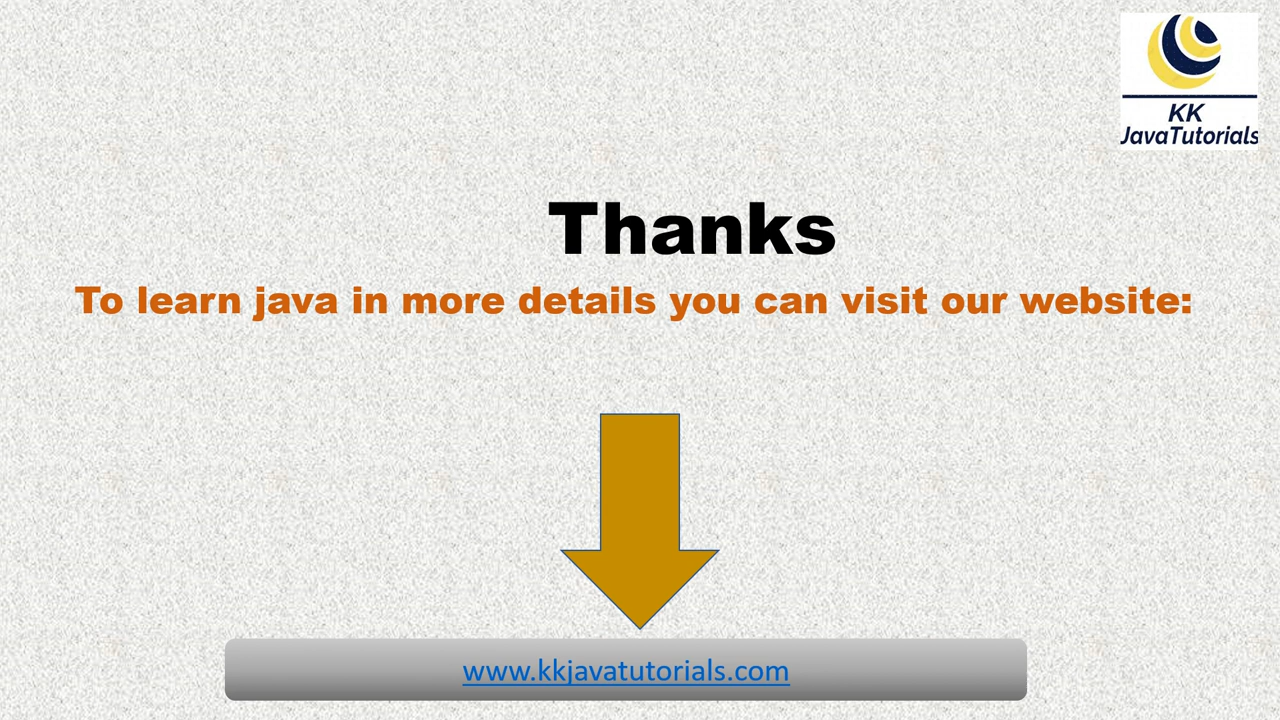 KK
JavaTutorials
Thanks
To learn java in more details you can visit our website:
www.kkjavatutorials.com